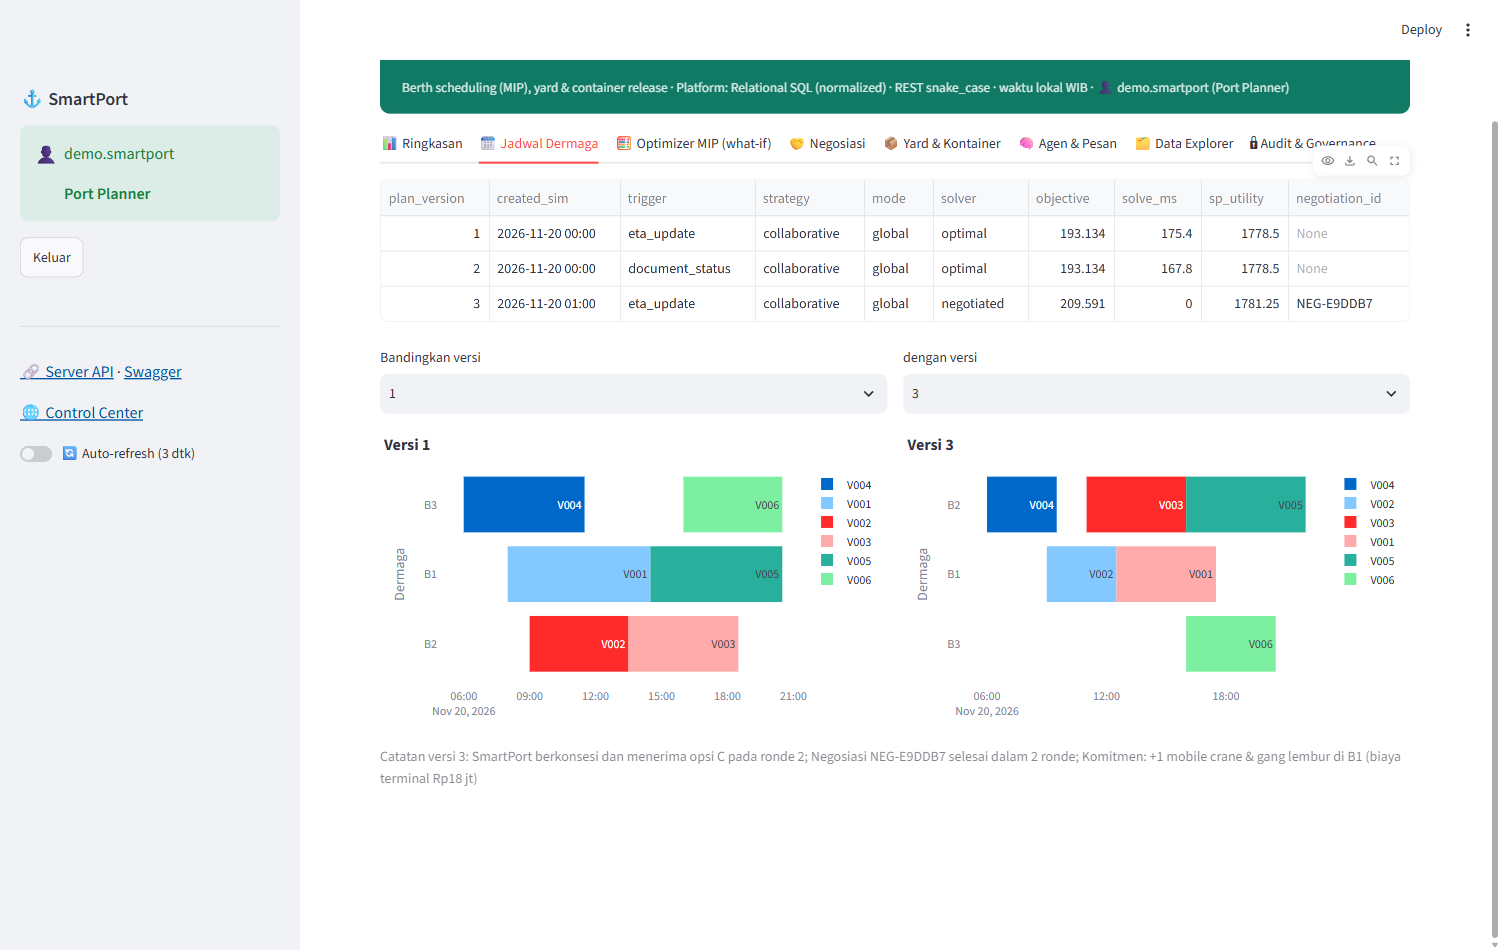 Deploy
SmartPort
demo.smartport
Port Planner
Keluar
Server API · Swagger
Control Center
Auto-refresh (3 dtk)
Berth scheduling (MIP), yard & container release · Platform: Relational SQL (normalized) · REST snake_case · waktu lokal WIB · demo.smartport (Port Planner)
Ringkasan Jadwal Dermaga Optimizer MIP (what-if) Negosiasi Yard & Kontainer Agen & Pesan Data Explorer Audit & Governance
plan_version created_sim trigger strategy mode solver objective solve_ms sp_utility negotiation_id
1 2026-11-20 00:00 eta_update collaborative global optimal 193.134 175.4 1778.5 None
2 2026-11-20 00:00 document_status collaborative global optimal 193.134 167.8 1778.5 None
3 2026-11-20 01:00 eta_update collaborative global negotiated 209.591 0 1781.25 NEG-E9DDB7
Bandingkan versi
1
dengan versi
3
Versi 1
Dermaga
B3 V004 V006
B1 V001 V005
B2 V002 V003
06:00 09:00 12:00 15:00 18:00 21:00
Nov 20, 2026
V004
V001
V002
V003
V005
V006
Versi 3
Dermaga
B2 V004 V003 V005
B1 V002 V001
B3 V006
06:00 12:00 18:00
Nov 20, 2026
V004
V002
V003
V001
V005
V006
Catatan versi 3: SmartPort berkonsesi dan menerima opsi C pada ronde 2; Negosiasi NEG-E9DDB7 selesai dalam 2 ronde; Komitmen: +1 mobile crane & gang lembur di B1 (biaya
terminal Rp18 jt)